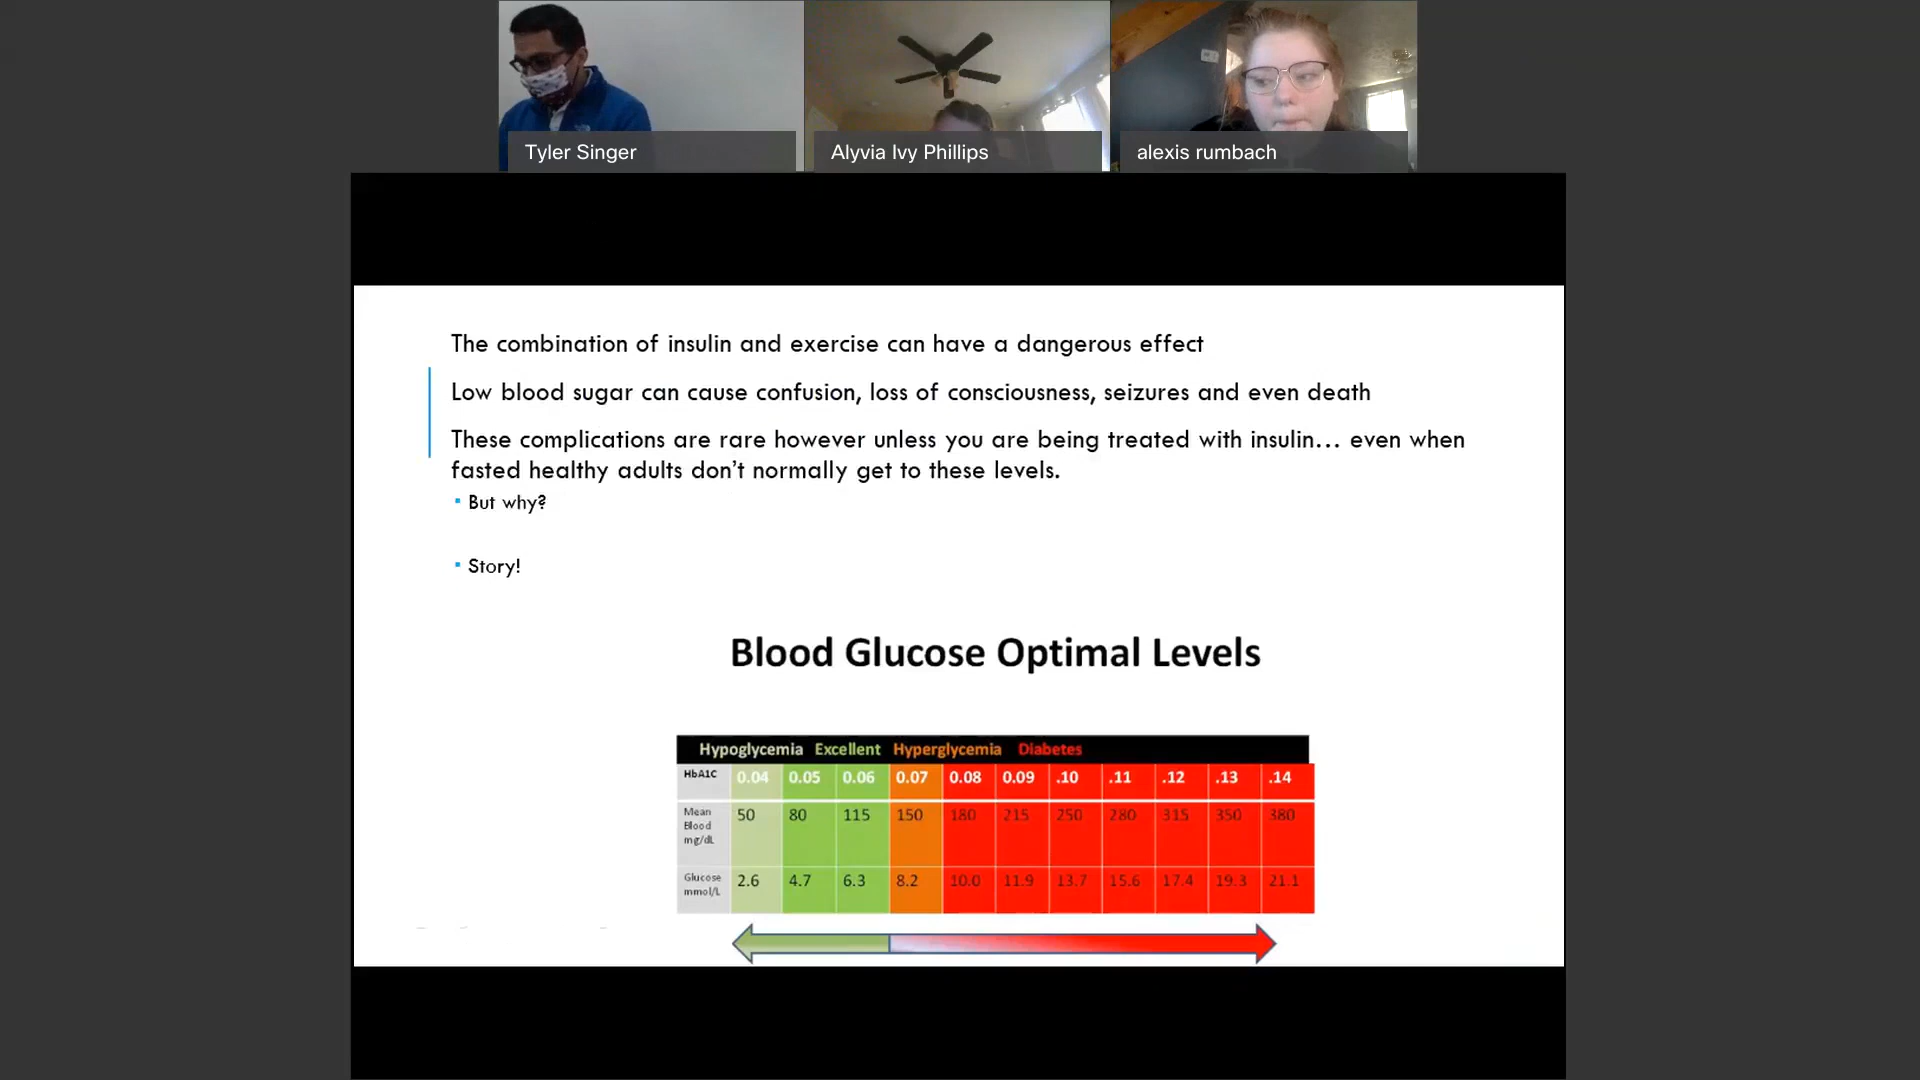 Tyler Singer
Alyvia Ivy Phillips
alexis rumbach
The combination of insulin and exercise can have a dangerous effect
Low blood sugar can cause confusion, loss of consciousness, seizures and even death
These complications are rare however unless you are being treated with insulin… even when
fasted healthy adults don’t normally get to these levels.
▪ But why?
▪ Story!
Blood Glucose Optimal Levels
Hypoglycemia Excellent Hyperglycemia Diabetes
HbA1C 0.04 0.05 0.06 0.07 0.08 0.09 .10 .11 .12 .13 .14
Mean
Blood
mg/dL 50 80 115 150 180 215 250 280 315 350 380
Glucose
mmol/L 2.6 4.7 6.3 8.2 10.0 11.9 13.7 15.6 17.4 19.3 21.1